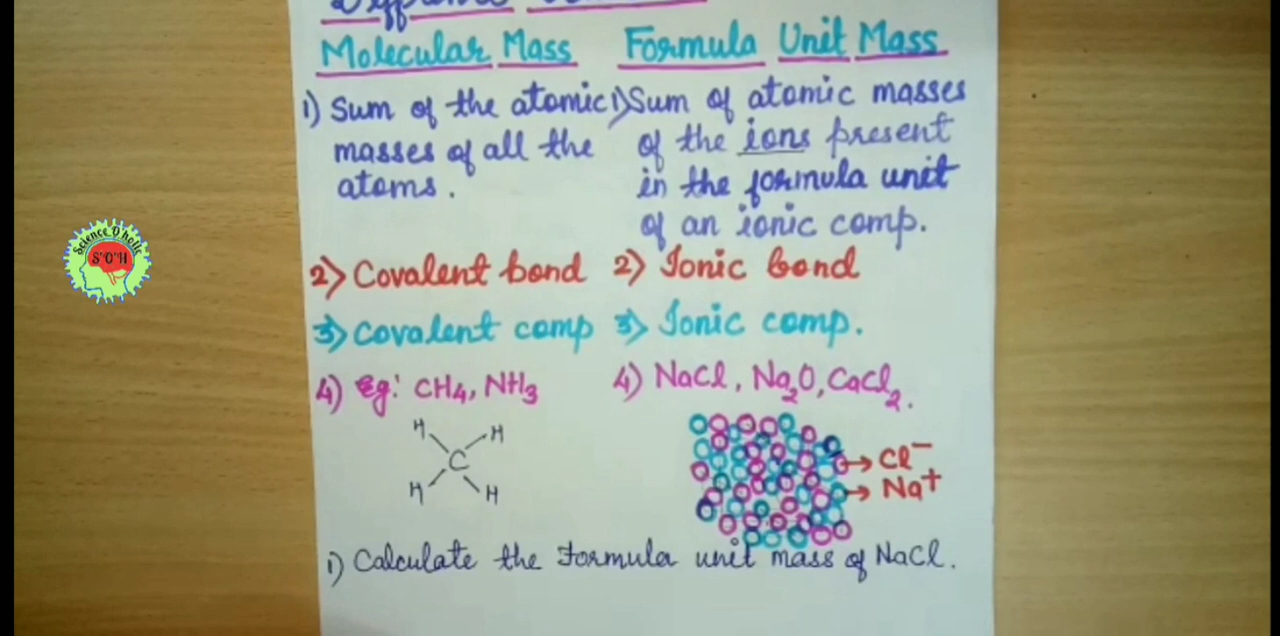 Molecular Mass Formula Unit Mass
1) Sum of the atomic
masses of all the
atoms.
1) Sum of atomic masses
of the ions present
in the formula unit
of an ionic comp.
2) Covalent bond 2) Ionic bond
3) Covalent comp 3) Ionic comp.
4) Eg: CH4, NH3 4) NaCl, Na2O, CaCl2.
H H
C
H H
Cl⁻
Na⁺
1) Calculate the Formula unit mass of NaCl.
Science O'holic
S'O'H